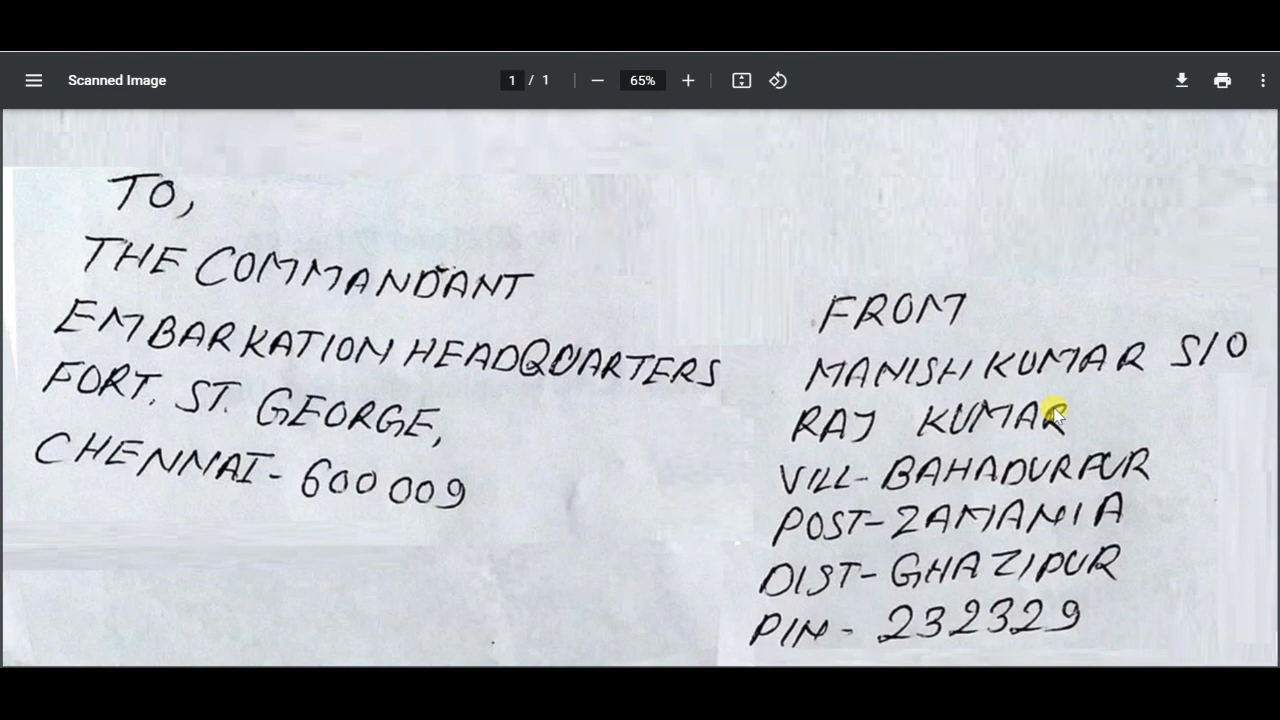 Scanned Image
1 / 1
65%
TO,
THE COMMANDANT
EMBARKATION HEADQUARTERS
FORT. ST. GEORGE,
CHENNAI - 600 009
FROM
MANISH KUMAR S/O
RAJ KUMAR
VILL- BAHADURPUR
POST- ZAMANIA
DIST- GHAZIPUR
PIN - 232329